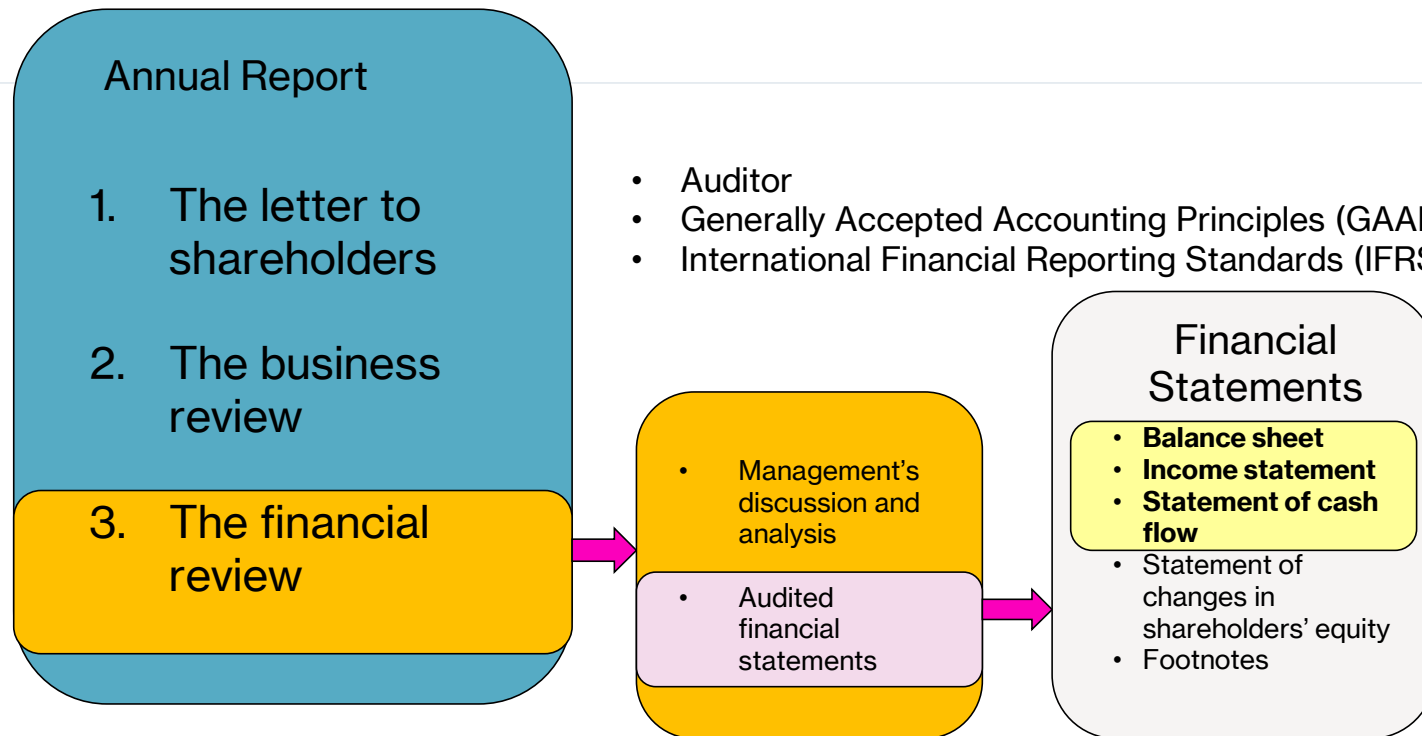 Annual Report
1. The letter to
shareholders
2. The business
review
3. The financial
review
• Auditor
• Generally Accepted Accounting Principles (GAA
• International Financial Reporting Standards (IFR
• Management’s
discussion and
analysis
• Audited
financial
statements
Financial
Statements
• Balance sheet
• Income statement
• Statement of cash
flow
• Statement of
changes in
shareholders’ equity
• Footnotes